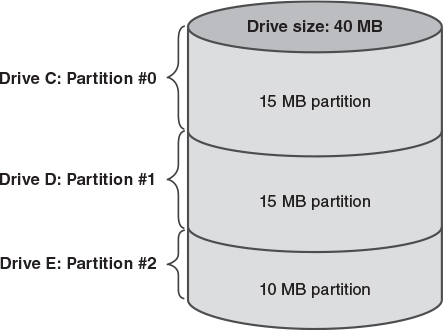 Drive size: 40 MB
Drive C: Partition #0
15 MB partition
Drive D: Partition #1
15 MB partition
Drive E: Partition #2
10 MB partition